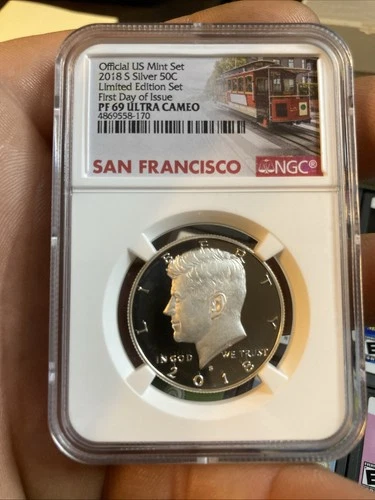 Official US Mint Set
2018 S Silver 50C
Limited Edition Set
First Day of Issue
PF 69 ULTRA CAMEO
4869558-170
SAN FRANCISCO
NGC®
LIBERTY
IN GOD WE TRUST
S
2018